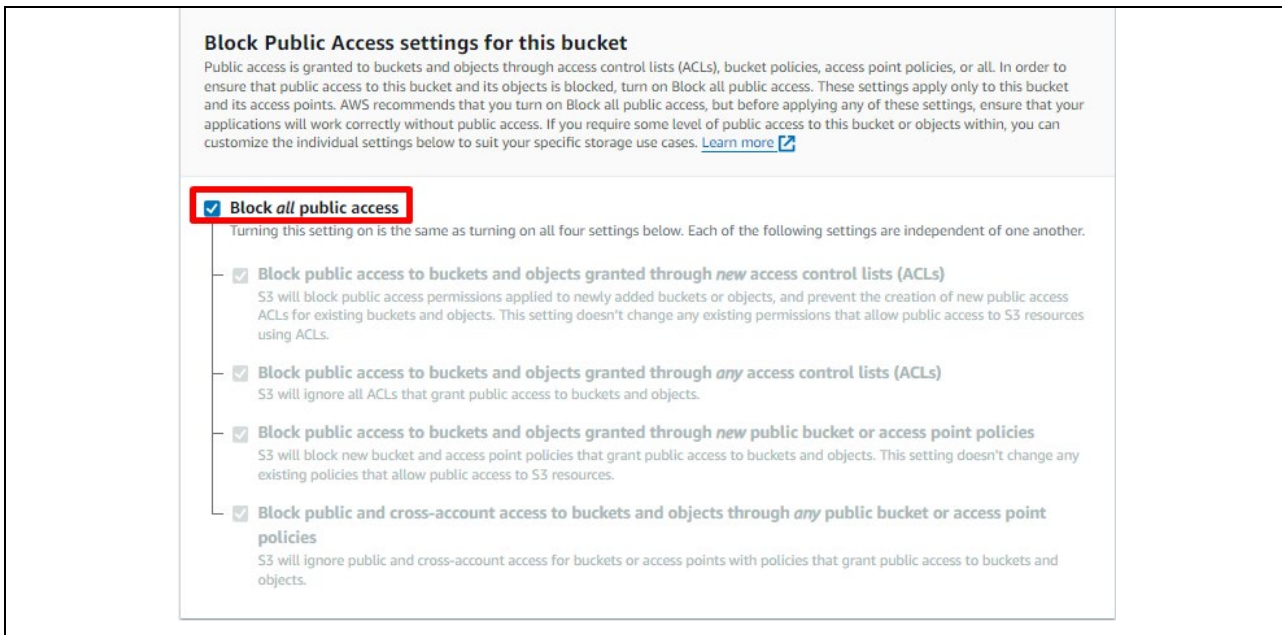 Block Public Access settings for this bucket
Public access is granted to buckets and objects through access control lists (ACLs), bucket policies, access point policies, or all. In order to
ensure that public access to this bucket and its objects is blocked, turn on Block all public access. These settings apply only to this bucket
and its access points. AWS recommends that you turn on Block all public access, but before applying any of these settings, ensure that your
applications will work correctly without public access. If you require some level of public access to this bucket or objects within, you can
customize the individual settings below to suit your specific storage use cases. Learn more
Block all public access
Turning this setting on is the same as turning on all four settings below. Each of the following settings are independent of one another.
Block public access to buckets and objects granted through new access control lists (ACLs)
S3 will block public access permissions applied to newly added buckets or objects, and prevent the creation of new public access
ACLs for existing buckets and objects. This setting doesn't change any existing permissions that allow public access to S3 resources
using ACLs.
Block public access to buckets and objects granted through any access control lists (ACLs)
S3 will ignore all ACLs that grant public access to buckets and objects.
Block public access to buckets and objects granted through new public bucket or access point policies
S3 will block new bucket and access point policies that grant public access to buckets and objects. This setting doesn't change any
existing policies that allow public access to S3 resources.
Block public and cross-account access to buckets and objects through any public bucket or access point
policies
S3 will ignore public and cross-account access for buckets or access points with policies that grant public access to buckets and
objects.